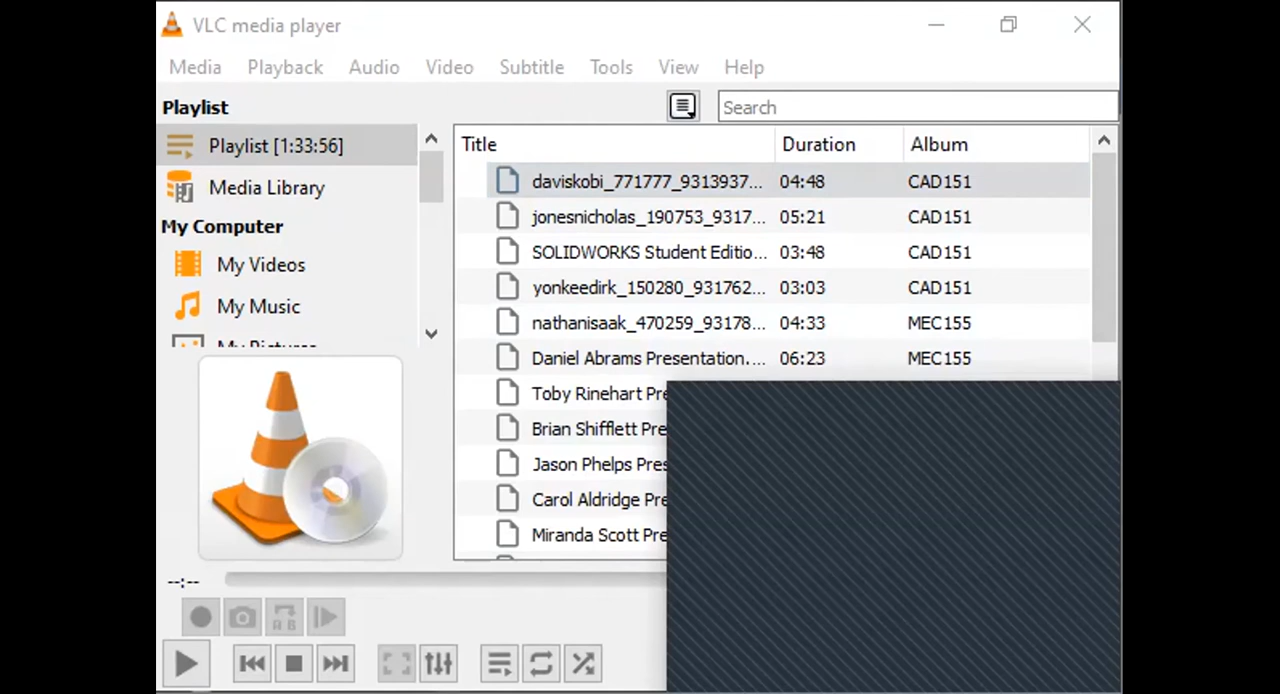 VLC media player
Media Playback Audio Video Subtitle Tools View Help
Playlist
Search
Playlist [1:33:56]
Media Library
My Computer
My Videos
My Music
My Pictures
Title Duration Album
daviskobi_771777_9313937... 04:48 CAD151
jonesnicholas_190753_9317... 05:21 CAD151
SOLIDWORKS Student Editio... 03:48 CAD151
yonkeedirk_150280_931762... 03:03 CAD151
nathanisaak_470259_93178... 04:33 MEC155
Daniel Abrams Presentation.... 06:23 MEC155
Toby Rinehart Pre
Brian Shifflett Pre
Jason Phelps Pres
Carol Aldridge Pre
Miranda Scott Pre
--:--